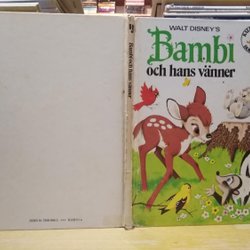 WALT DISNEY'S
Bambi
och hans vänner
Bambi och hans vänner